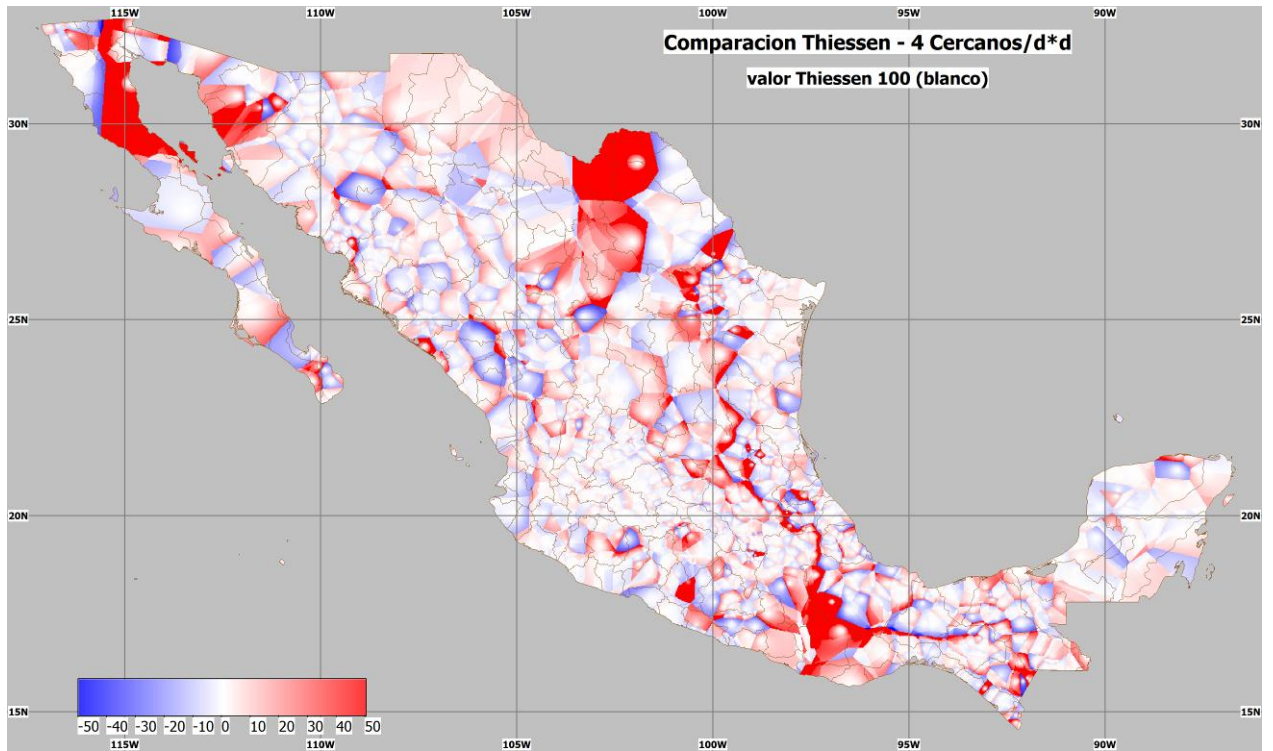 115W 110W 105W 100W 95W 90W
Comparacion Thiessen - 4 Cercanos/d*d
valor Thiessen 100 (blanco)
30N 30N
25N 25N
20N 20N
15N 15N
-50 -40 -30 -20 -10 0 10 20 30 40 50
115W 110W 105W 100W 95W 90W